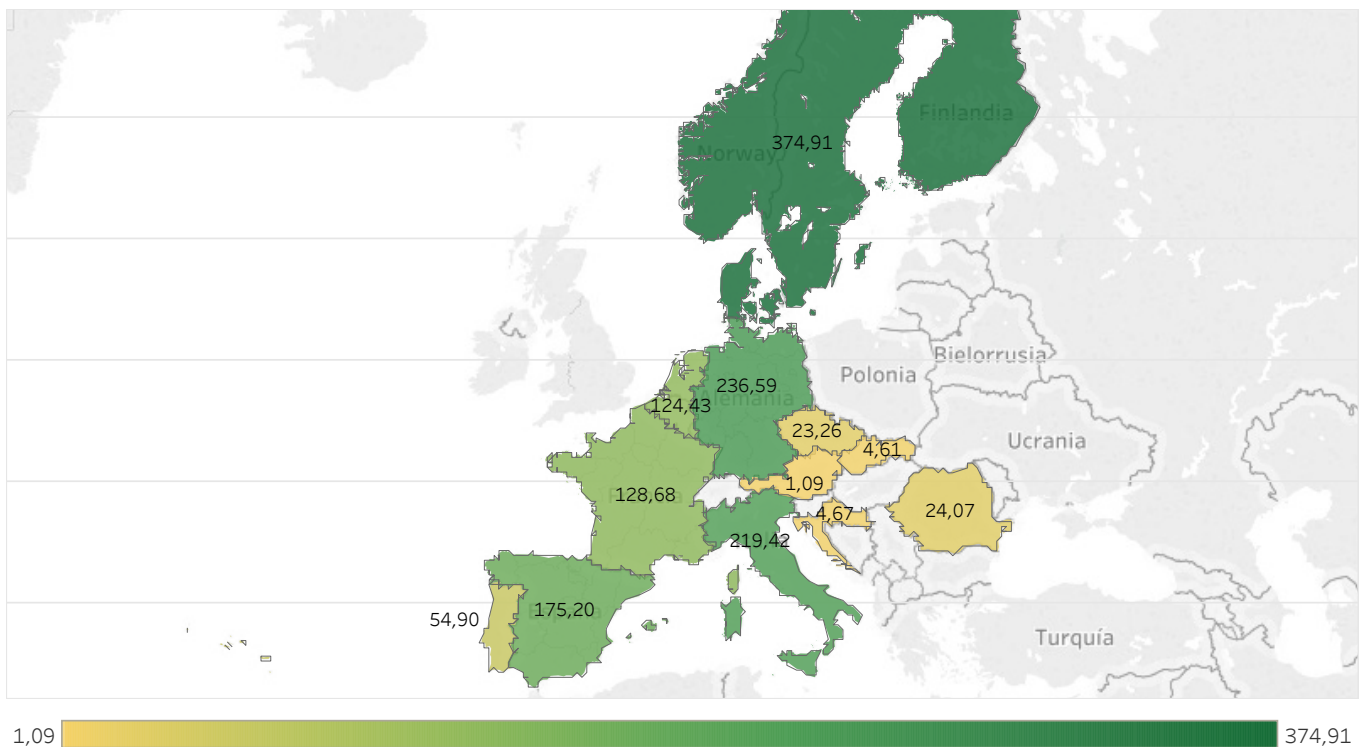 Finlandia
374,91
Norway
Bielorrusia
Polonia
236,59
Alemania
124,43
23,26
4,61
Ucrania
1,09
128,68
4,67
24,07
219,42
175,20
54,90
Turquía
1,09
374,91